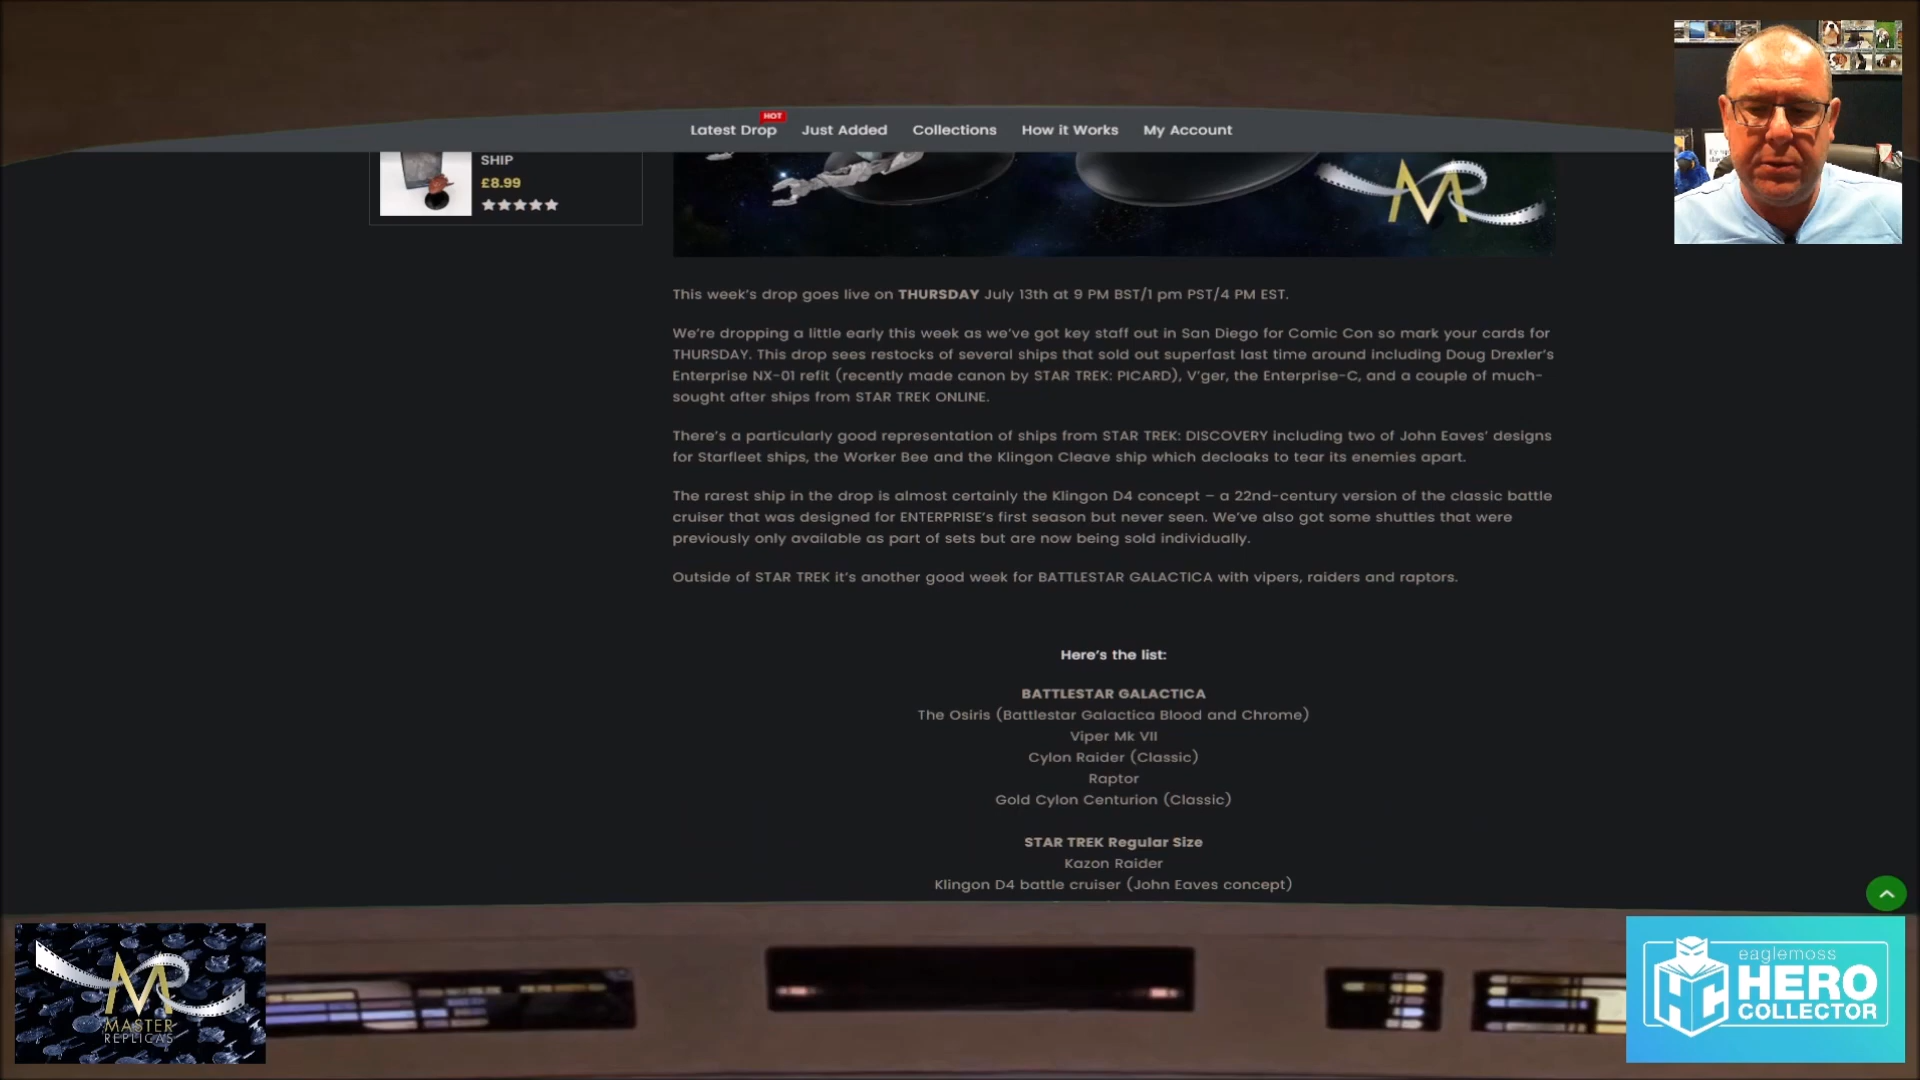 HOT
Latest Drop Just Added Collections How it Works My Account
SHIP
£8.99
This week's drop goes live on THURSDAY July 13th at 9 PM BST/1 pm PST/4 PM EST.
We're dropping a little early this week as we've got key staff out in San Diego for Comic Con so mark your cards for
THURSDAY. This drop sees restocks of several ships that sold out superfast last time around including Doug Drexler's
Enterprise NX-01 refit (recently made canon by STAR TREK: PICARD), V'ger, the Enterprise-C, and a couple of much-
sought after ships from STAR TREK ONLINE.
There's a particularly good representation of ships from STAR TREK: DISCOVERY including two of John Eaves' designs
for Starfleet ships, the Worker Bee and the Klingon Cleave ship which decloaks to tear its enemies apart.
The rarest ship in the drop is almost certainly the Klingon D4 concept – a 22nd-century version of the classic battle
cruiser that was designed for ENTERPRISE's first season but never seen. We've also got some shuttles that were
previously only available as part of sets but are now being sold individually.
Outside of STAR TREK it's another good week for BATTLESTAR GALACTICA with vipers, raiders and raptors.
Here's the list:
BATTLESTAR GALACTICA
The Osiris (Battlestar Galactica Blood and Chrome)
Viper Mk VII
Cylon Raider (Classic)
Raptor
Gold Cylon Centurion (Classic)
STAR TREK Regular Size
Kazon Raider
Klingon D4 battle cruiser (John Eaves concept)
MR
MASTER
REPLICAS
eaglemoss
HC HERO
COLLECTOR